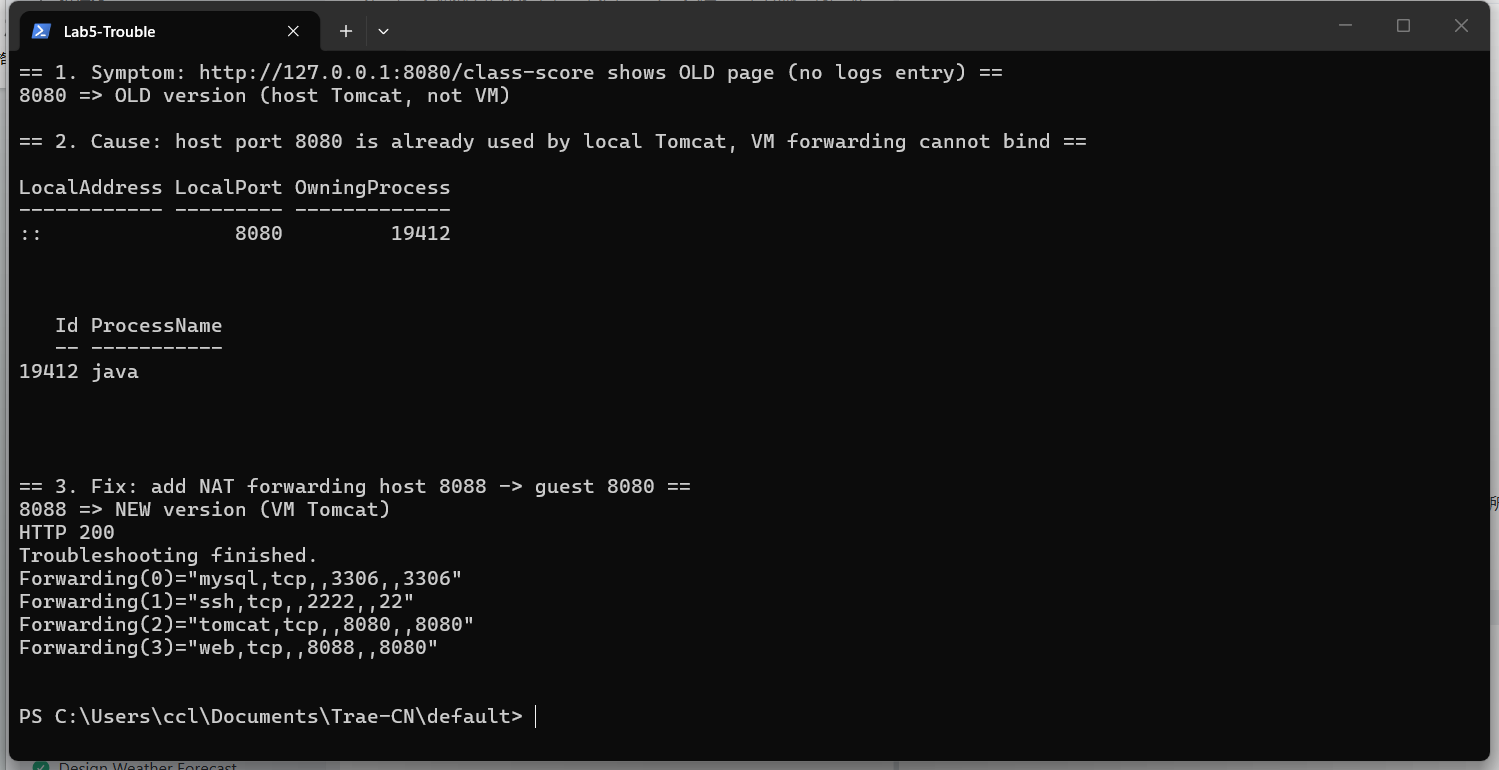 Lab5-Trouble
== 1. Symptom: http://127.0.0.1:8080/class-score shows OLD page (no logs entry) ==
8080 => OLD version (host Tomcat, not VM)
== 2. Cause: host port 8080 is already used by local Tomcat, VM forwarding cannot bind ==
LocalAddress LocalPort OwningProcess
------------ --------- -------------
:: 8080 19412
Id ProcessName
-- -----------
19412 java
== 3. Fix: add NAT forwarding host 8088 -> guest 8080 ==
8088 => NEW version (VM Tomcat)
HTTP 200
Troubleshooting finished.
Forwarding(0)="mysql,tcp,,3306,,3306"
Forwarding(1)="ssh,tcp,,2222,,22"
Forwarding(2)="tomcat,tcp,,8080,,8080"
Forwarding(3)="web,tcp,,8088,,8080"
PS C:\Users\ccl\Documents\Trae-CN\default>
Design Weather Forecast